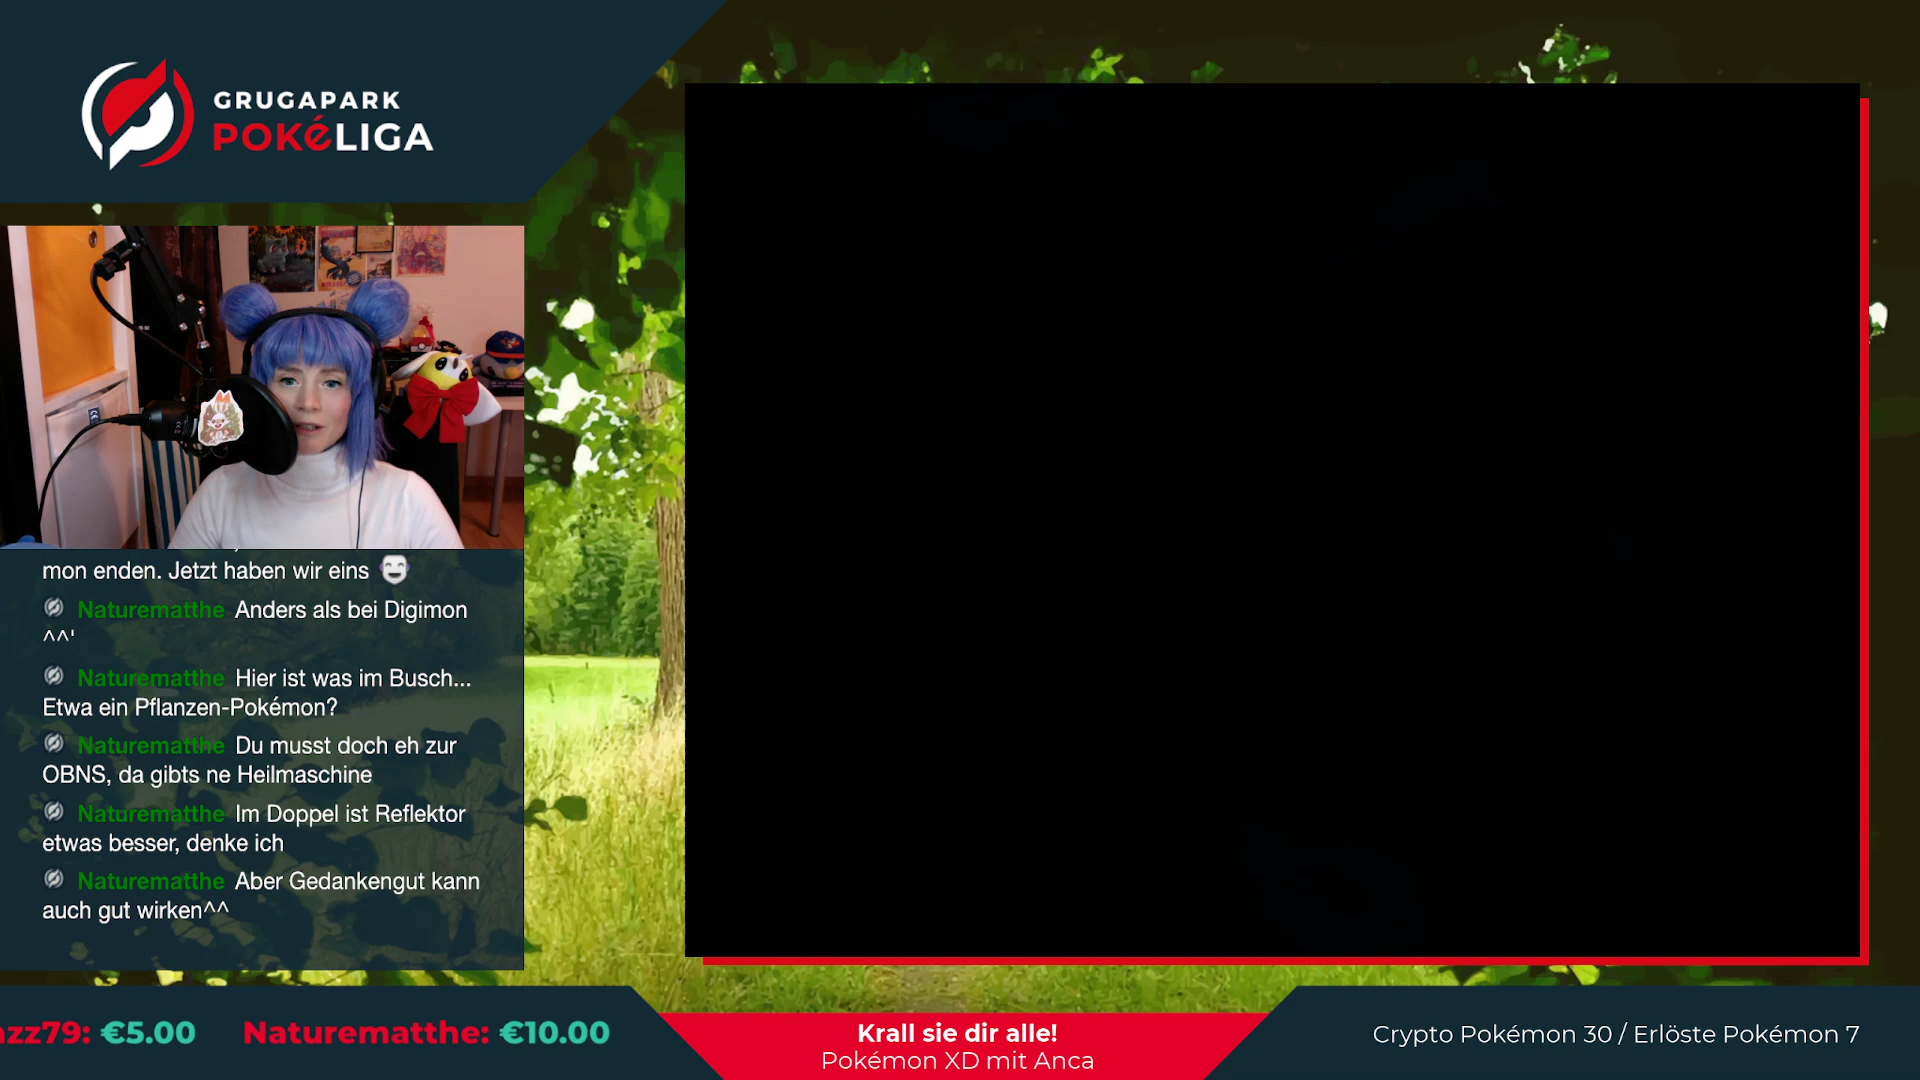 GRUGAPARK
POKéLIGA
mon enden. Jetzt haben wir eins
Naturematthe Anders als bei Digimon
^^'
Naturematthe Hier ist was im Busch...
Etwa ein Pflanzen-Pokémon?
Naturematthe Du musst doch eh zur
OBNS, da gibts ne Heilmaschine
Naturematthe Im Doppel ist Reflektor
etwas besser, denke ich
Naturematthe Aber Gedankengut kann
auch gut wirken^^
zz79: €5.00 Naturematthe: €10.00
Krall sie dir alle!
Pokémon XD mit Anca
Crypto Pokémon 30 / Erlöste Pokémon 7